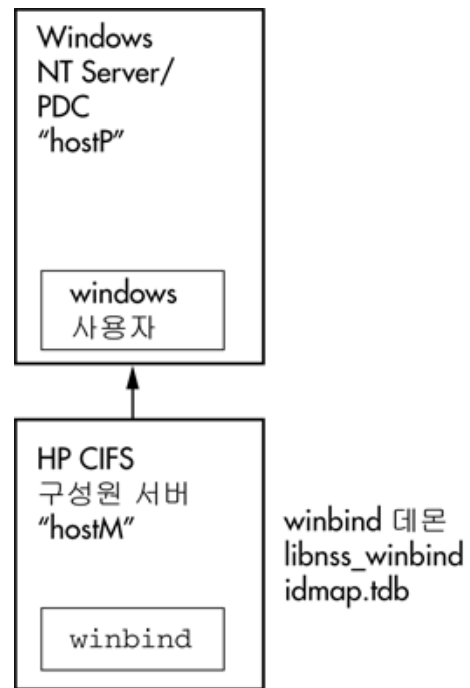 Windows
NT Server/
PDC
“hostP”
windows
사용자
HP CIFS
구성원 서버
“hostM”
winbind 데몬
libnss_winbind
idmap.tdb
winbind